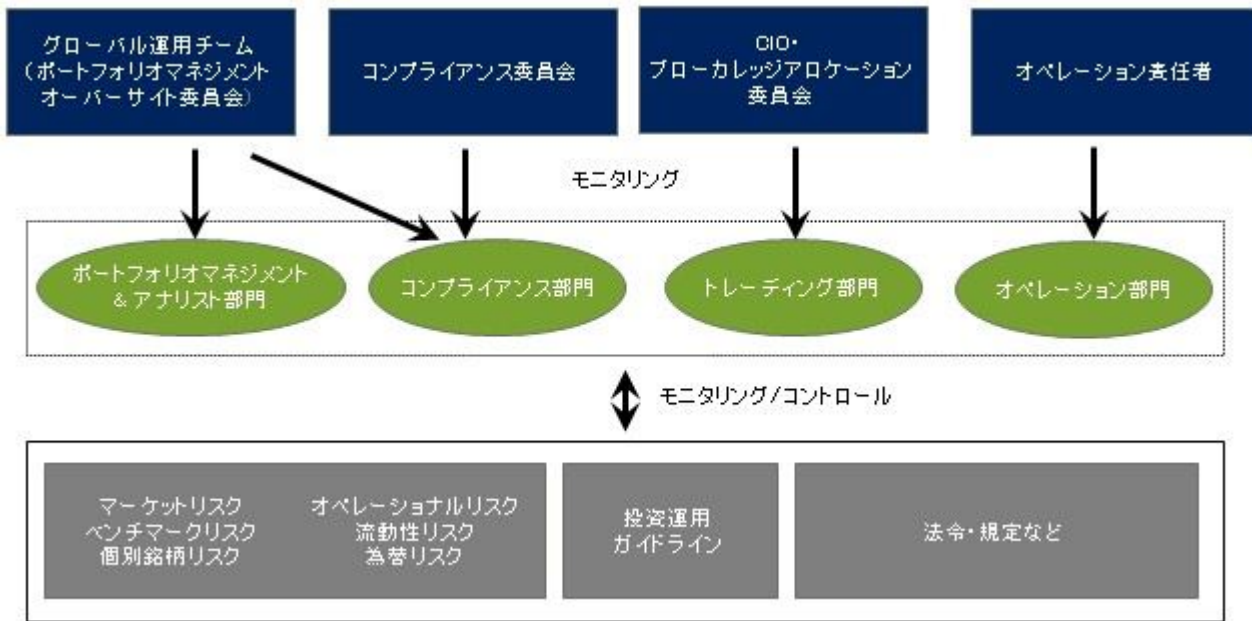 グローバル運用チーム
(ポートフォリオマネジメント
オーバーサイト委員会)
コンプライアンス委員会
CIO・
ブローカレッジアロケーション
委員会
オペレーション責任者
モニタリング
ポートフォリオマネジメント
&アナリスト部門
コンプライアンス部門
トレーディング部門
オペレーション部門
モニタリング/コントロール
マーケットリスク
ベンチマークリスク
個別銘柄リスク
オペレーショナルリスク
流動性リスク
為替リスク
投資運用
ガイドライン
法令・規定など